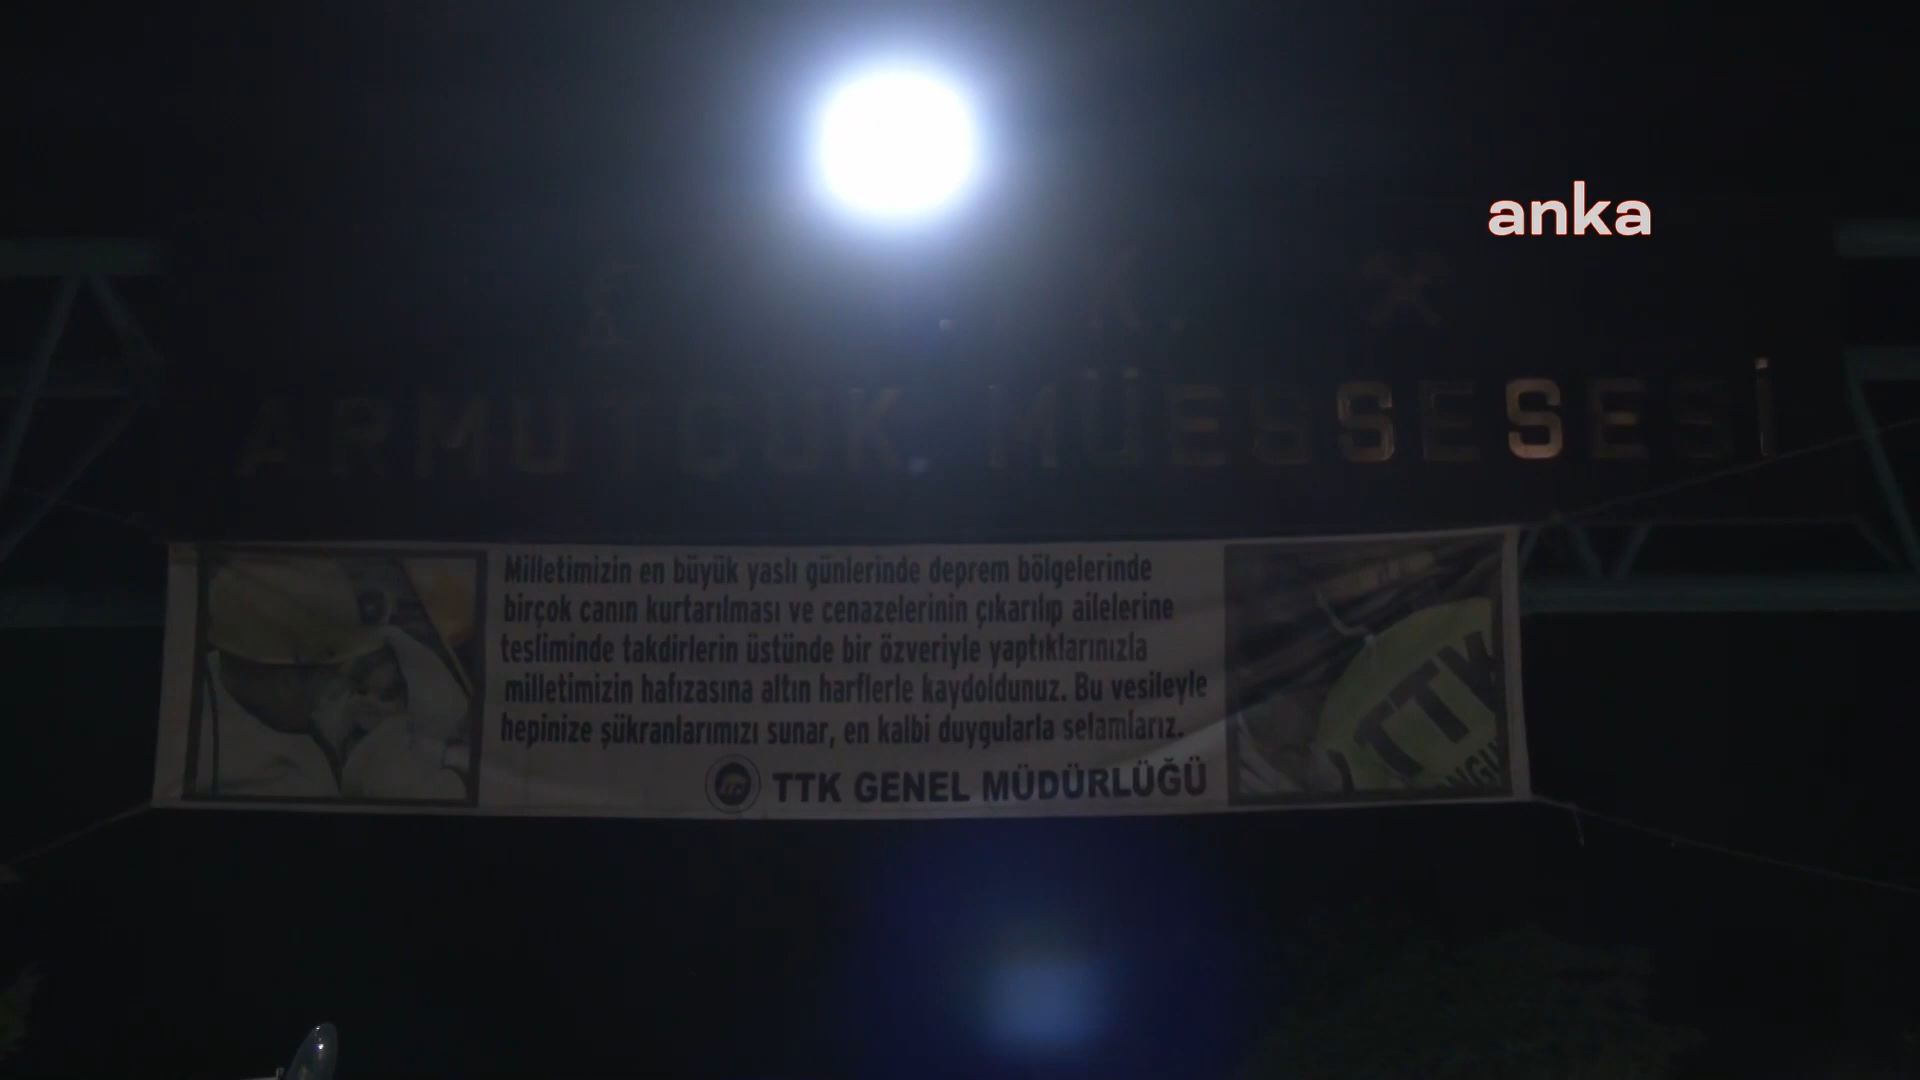 anka
T. T. K.
ARMUTCUK MÜESSESESİ
Milletimizin en büyük yaslı günlerinde deprem bölgelerinde
birçok canın kurtarılması ve cenazelerinin çıkarılıp ailelerine
tesliminde takdirlerin üstünde bir özveriyle yaptıklarınızla
milletimizin hafızasına altın harflerle kaydoldunuz. Bu vesileyle
hepinize şükranlarımızı sunar, en kalbi duygularla selamlarız.
TTK GENEL MÜDÜRLÜĞÜ
TTK